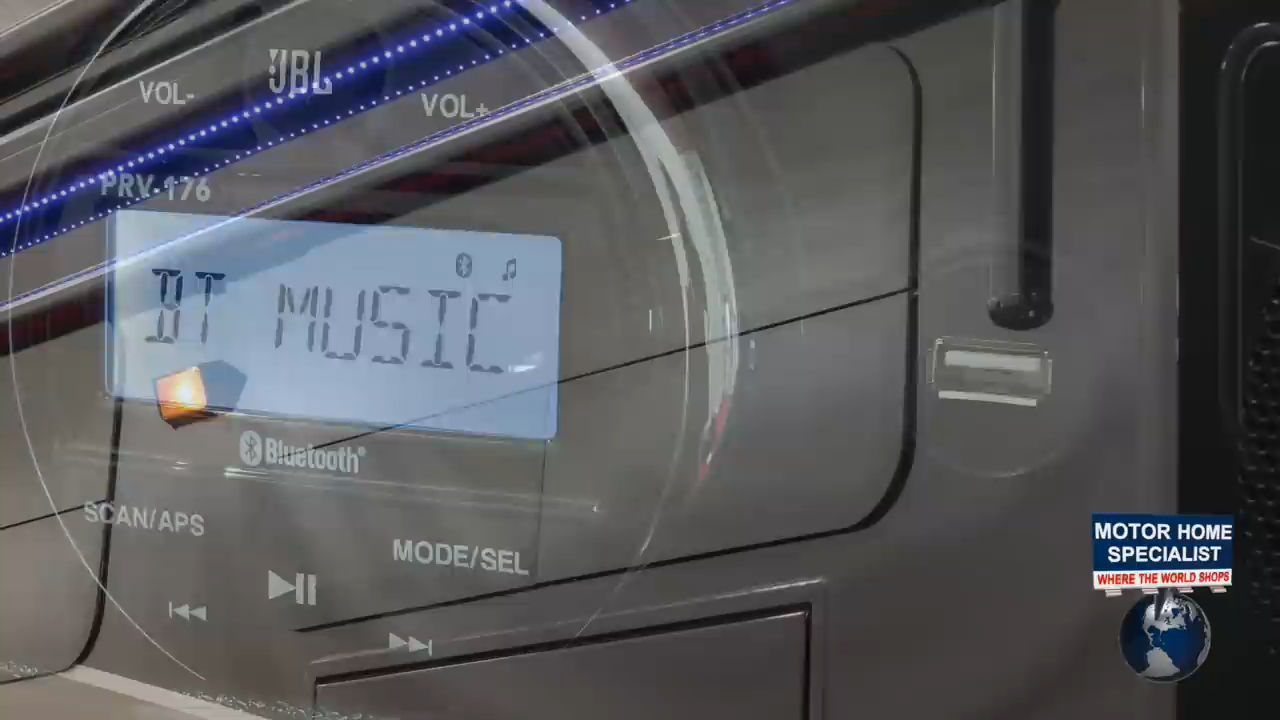 JBL
VOL-
VOL+
PRV-176
BT MUSIC
Bluetooth®
SCAN/APS
MODE/SEL
MOTOR HOME
SPECIALIST
WHERE THE WORLD SHOPS